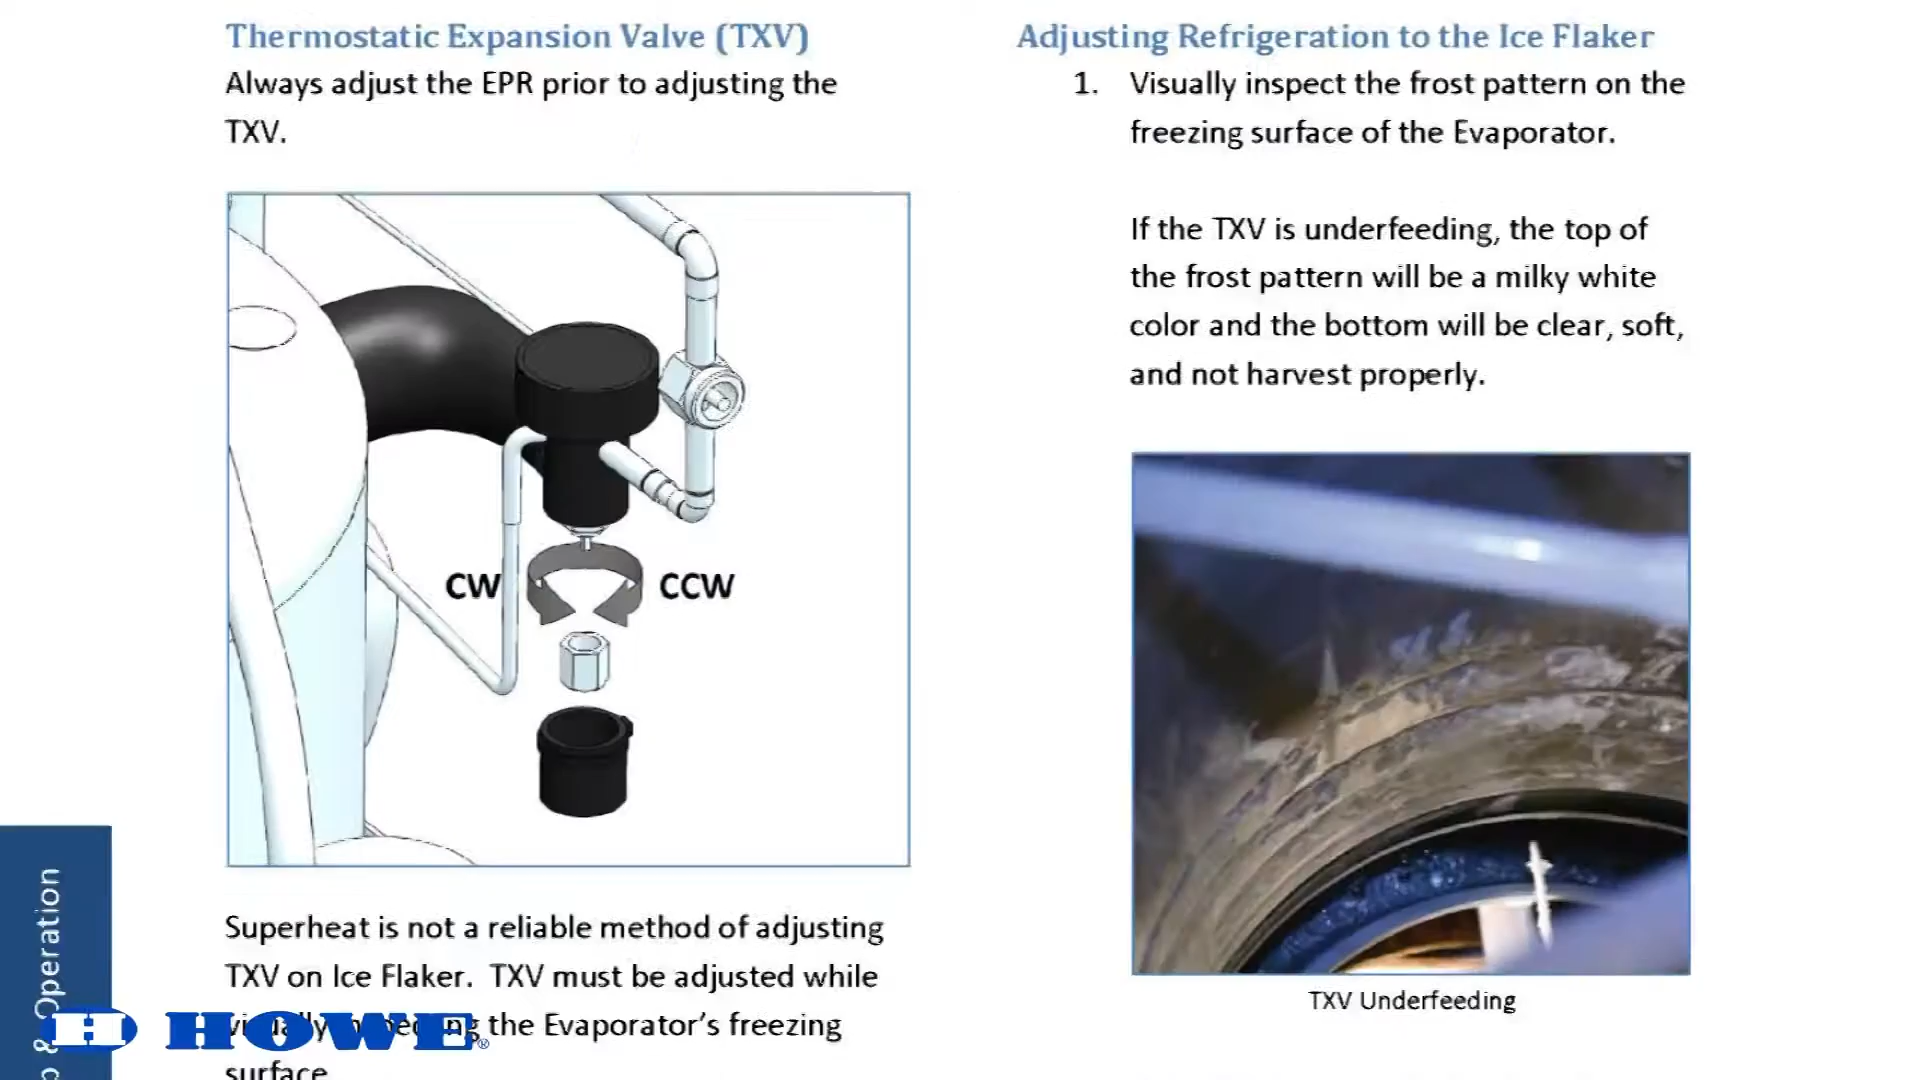 Thermostatic Expansion Valve (TXV)
Always adjust the EPR prior to adjusting the
TXV.
CW
CCW
Superheat is not a reliable method of adjusting
TXV on Ice Flaker. TXV must be adjusted while
the Evaporator's freezing
surface
Adjusting Refrigeration to the Ice Flaker
1. Visually inspect the frost pattern on the
freezing surface of the Evaporator.
If the TXV is underfeeding, the top of
the frost pattern will be a milky white
color and the bottom will be clear, soft,
and not harvest properly.
TXV Underfeeding
& Operation
H HOWE®